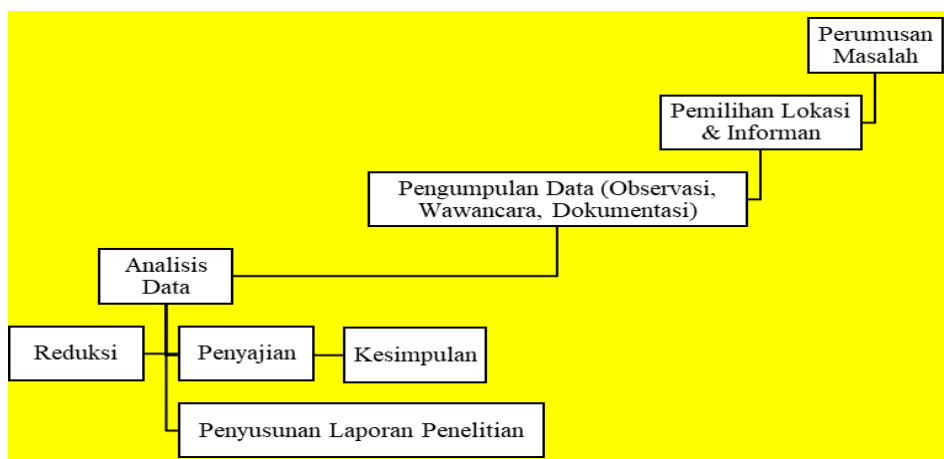 Perumusan
Masalah
Pemilihan Lokasi
& Informan
Pengumpulan Data (Observasi,
Wawancara, Dokumentasi)
Analisis
Data
Reduksi
Penyajian
Kesimpulan
Penyusunan Laporan Penelitian